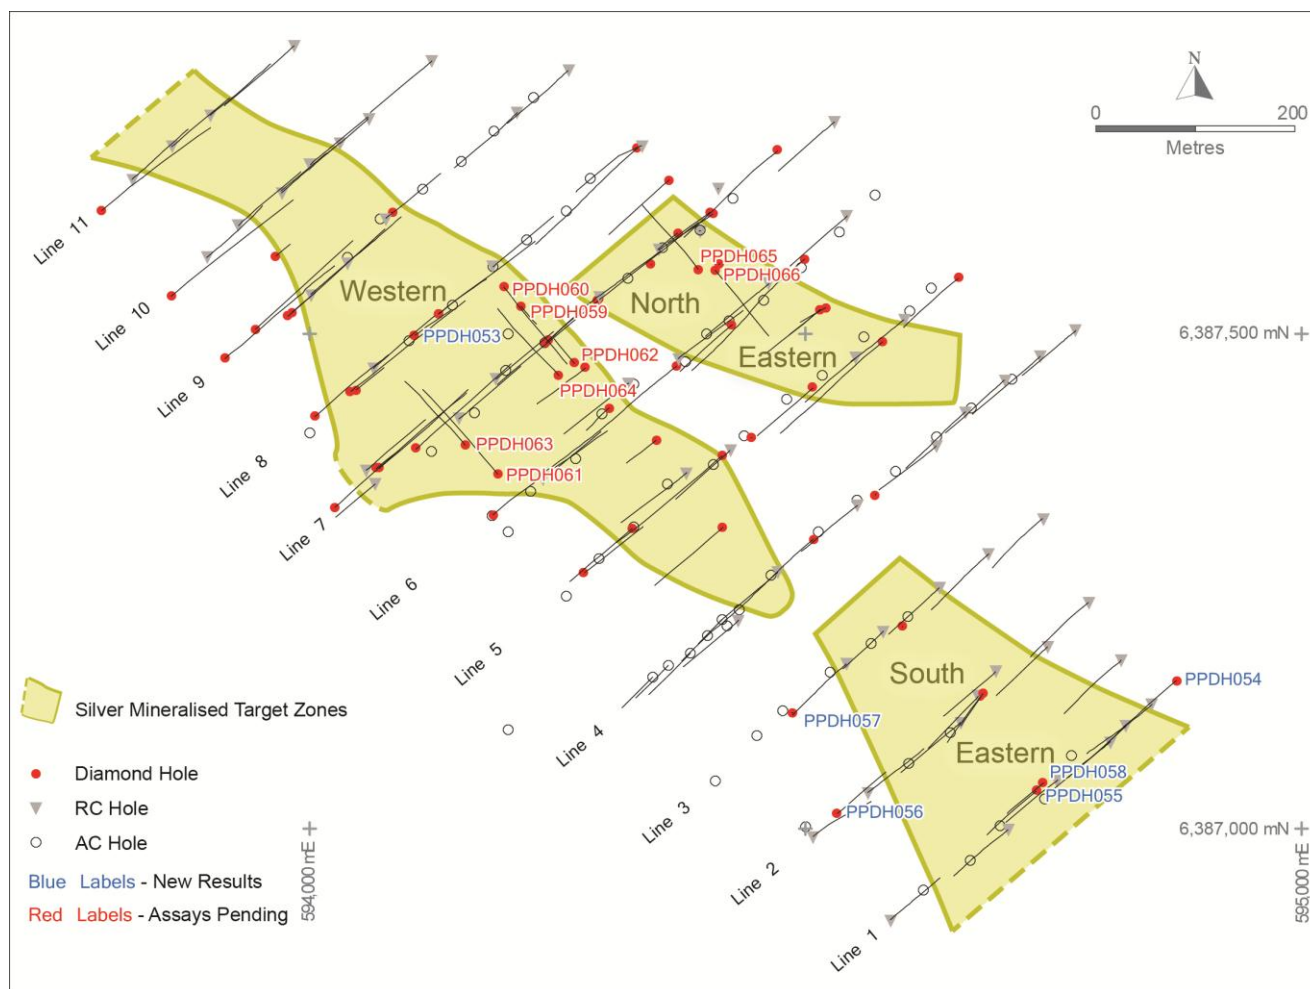 N
0 200
Metres
Line 11
Line 10
Line 9
Line 8
Line 7
Line 6
Line 5
Line 4
Line 3
Line 2
Line 1
Western
North
Eastern
South
Eastern
PPDH065
PPDH066
PPDH060
PPDH059
PPDH053
PPDH062
PPDH064
PPDH063
PPDH061
PPDH054
PPDH057
PPDH058
PPDH055
PPDH056
6,387,500 mN
6,387,000 mN
594,000 mE
595,000 mE
Silver Mineralised Target Zones
Diamond Hole
RC Hole
AC Hole
Blue Labels - New Results
Red Labels - Assays Pending